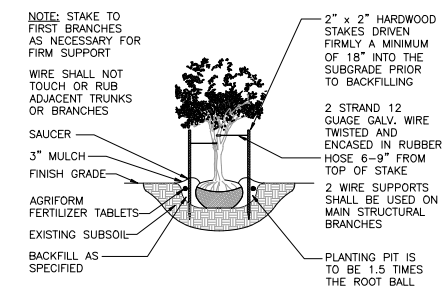 NOTE: STAKE TO
FIRST BRANCHES
AS NECESSARY FOR
FIRM SUPPORT
WIRE SHALL NOT
TOUCH OR RUB
ADJACENT TRUNKS
OR BRANCHES
SAUCER
3" MULCH
FINISH GRADE
AGRIFORM
FERTILIZER TABLETS
EXISTING SUBSOIL
BACKFILL AS
SPECIFIED
2" x 2" HARDWOOD
STAKES DRIVEN
FIRMLY A MINIMUM
OF 18" INTO THE
SUBGRADE PRIOR
TO BACKFILLING
2 STRAND 12
GUAGE GALV. WIRE
TWISTED AND
ENCASED IN RUBBER
HOSE 6-9" FROM
TOP OF STAKE
2 WIRE SUPPORTS
SHALL BE USED ON
MAIN STRUCTURAL
BRANCHES
PLANTING PIT IS
TO BE 1.5 TIMES
THE ROOT BALL